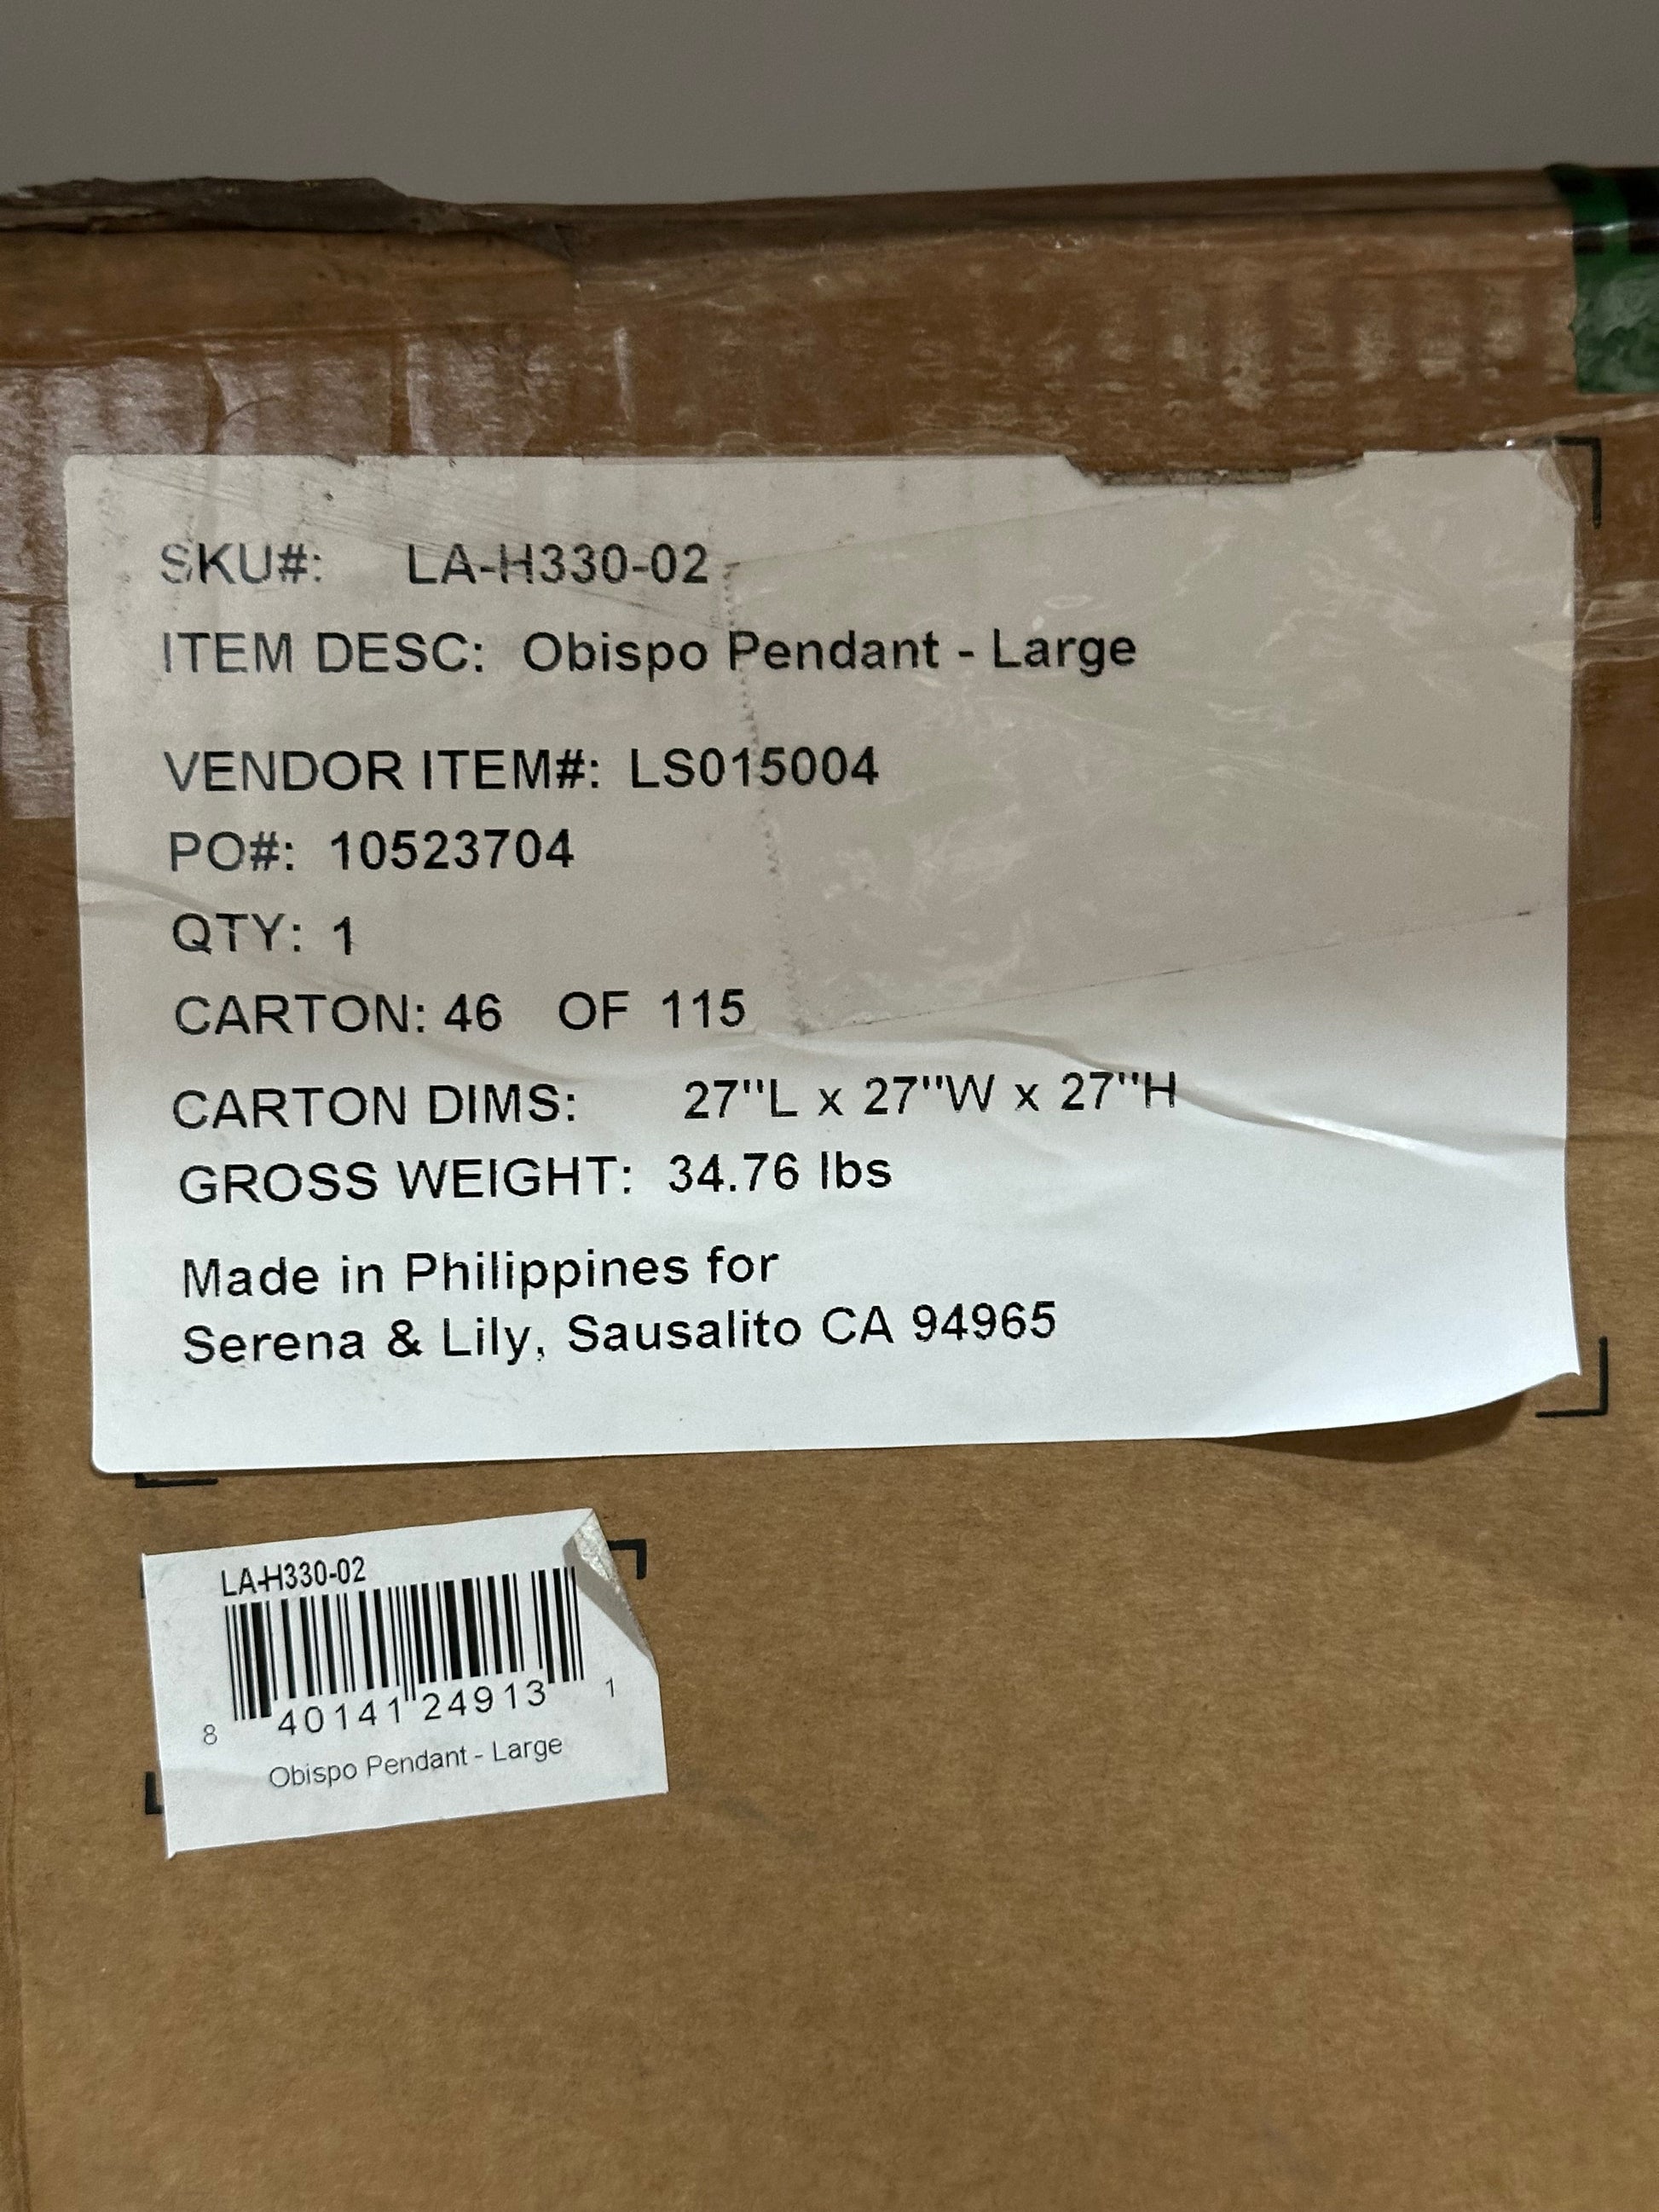 SKU#: LA-H330-02
ITEM DESC: Obispo Pendant - Large
VENDOR ITEM#: LS015004
PO#: 10523704
QTY: 1
CARTON: 46 OF 115
CARTON DIMS: 27"L x 27"W x 27"H
GROSS WEIGHT: 34.76 lbs
Made in Philippines for
Serena & Lily, Sausalito CA 94965
LA-H330-02
8 40141 24913 1
Obispo Pendant - Large